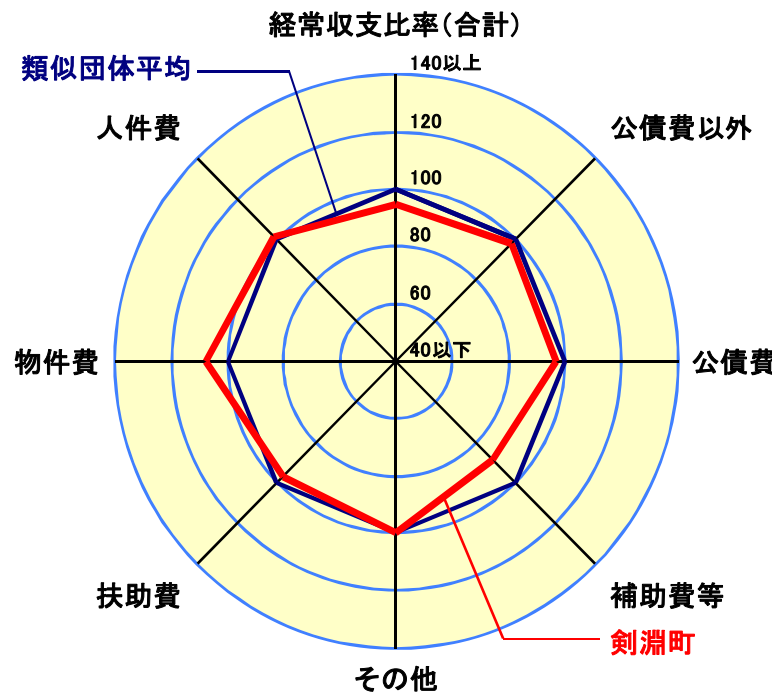 経常収支比率(合計)
類似団体平均
140以上
人件費
120
公債費以外
100
80
60
40以下
物件費
公債費
扶助費
補助費等
剣淵町
その他